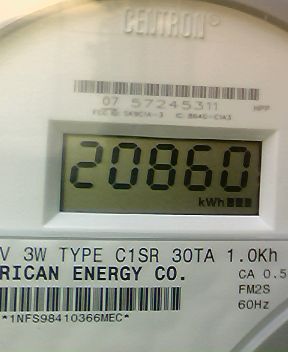 CENTRON®
07 57245311
20860
kWh
V 3W TYPE C1SR 30TA 1.0Kh
RICAN ENERGY CO.
CA 0.5
FM2S
60Hz
*1NFS98410366MEC*